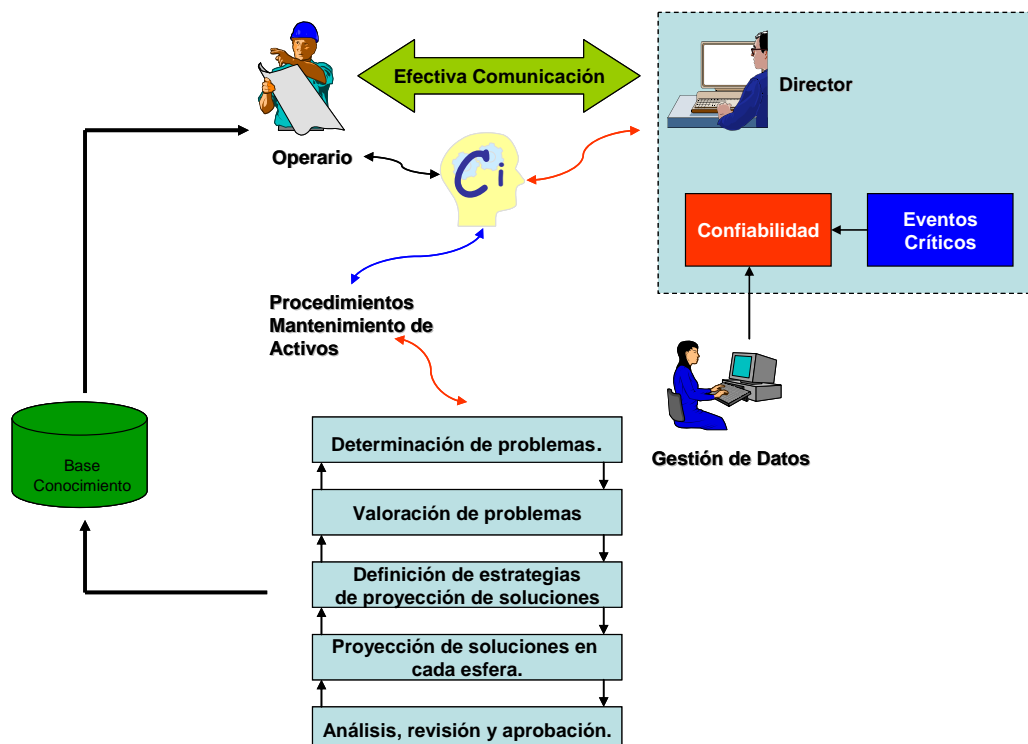 Efectiva Comunicación
Director
Operario
Ci
Confiabilidad
Eventos
Críticos
Procedimientos
Mantenimiento de
Activos
Gestión de Datos
Base
Conocimiento
Determinación de problemas.
Valoración de problemas
Definición de estrategias
de proyección de soluciones
Proyección de soluciones en
cada esfera.
Análisis, revisión y aprobación.